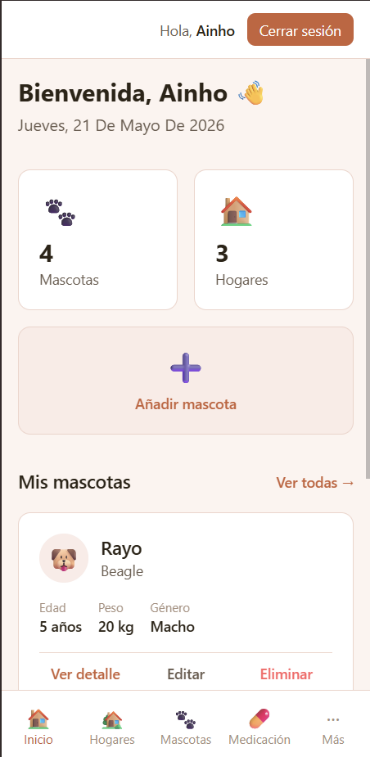 Hola, Ainho Cerrar sesión
Bienvenida, Ainho
Jueves, 21 De Mayo De 2026
4 3
Mascotas Hogares
Añadir mascota
Mis mascotas Ver todas →
Rayo
Beagle
Edad Peso Género
5 años 20 kg Macho
Ver detalle Editar Eliminar
Inicio Hogares Mascotas Medicación Más